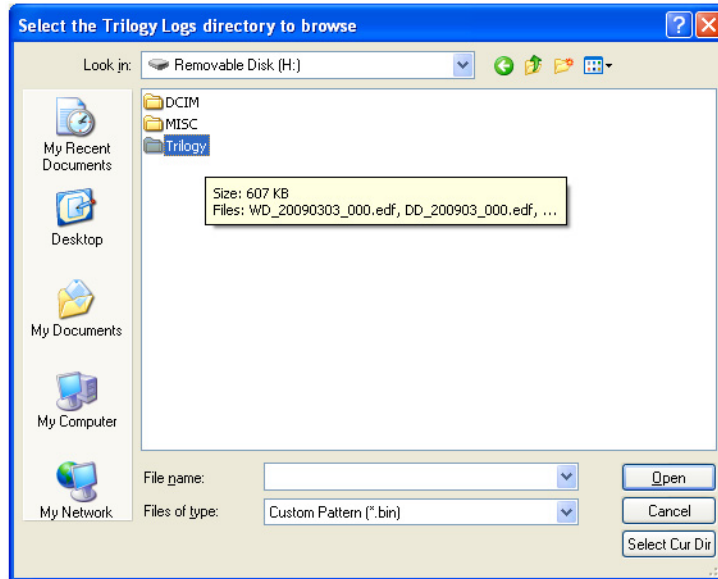 Select the Trilogy Logs directory to browse
Look in:
Removable Disk (H:)
My Recent
Documents
Desktop
My Documents
My Computer
My Network
DCIM
MISC
Trilogy
Size: 607 KB
Files: WD_20090303_000.edf, DD_200903_000.edf, ...
File name:
Open
Files of type:
Custom Pattern (*.bin)
Cancel
Select Cur Dir